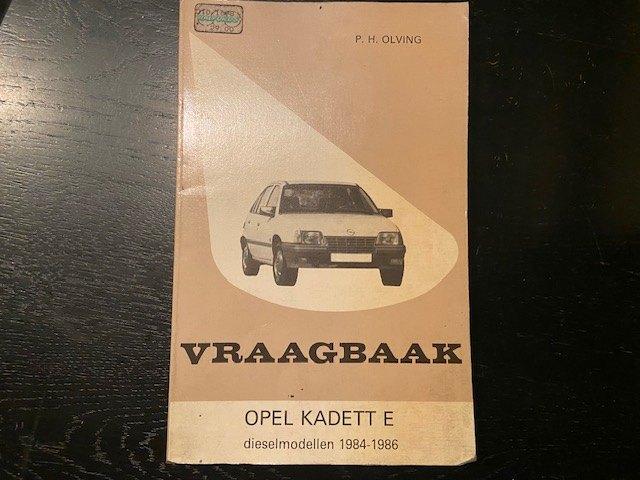 P. H. OLVING
VRAAGBAAK
OPEL KADETT E
dieselmodellen 1984-1986